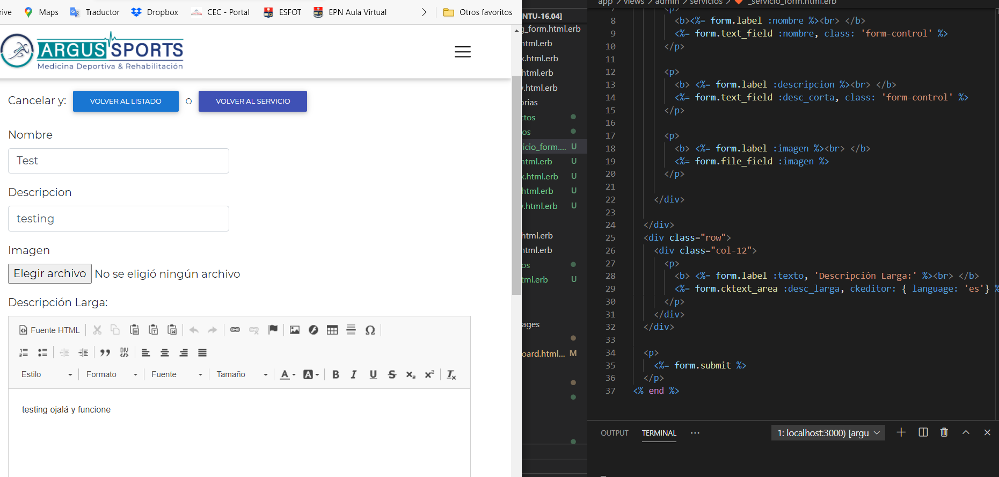 rive Maps Traductor Dropbox CEC - Portal ESFOT EPN Aula Virtual Otros favoritos
ARGUS SPORTS
Medicina Deportiva & Rehabilitación
Cancelar y: VOLVER AL LISTADO o VOLVER AL SERVICIO
Nombre
Test
Descripcion
testing
Imagen
Elegir archivo No se eligió ningún archivo
Descripción Larga:
Fuente HTML
Estilo Formato Fuente Tamaño
testing ojalá y funcione
NTU-16.04]
g_form.html.erb
html.erb
x.html.erb
html.erb
v.html.erb
orias
ctos
os
vicio_form.... U
html.erb U
x.html.erb U
html.erb U
v.html.erb U
html.erb
html.erb
os
tml.erb U
ages
oard.html... M
app > views > admin > servicios > _servicio_form.html.erb
7 <p>
8 <b><%= form.label :nombre %><br> </b>
9 <%= form.text_field :nombre, class: 'form-control' %>
10 </p>
11
12 <p>
13 <b> <%= form.label :descripcion %><br> </b>
14 <%= form.text_field :desc_corta, class: 'form-control' %>
15 </p>
16
17 <p>
18 <b> <%= form.label :imagen %><br> </b>
19 <%= form.file_field :imagen %>
20 </p>
21
22 </div>
23
24 </div>
25 <div class="row">
26 <div class="col-12">
27 <p>
28 <b> <%= form.label :texto, 'Descripción Larga:' %><br> </b>
29 <%= form.cktext_area :desc_larga, ckeditor: { language: 'es'} %
30 </p>
31 </div>
32 </div>
33
34 <p>
35 <%= form.submit %>
36 </p>
37 <% end %>
OUTPUT TERMINAL ··· 1: localhost:3000) [argu